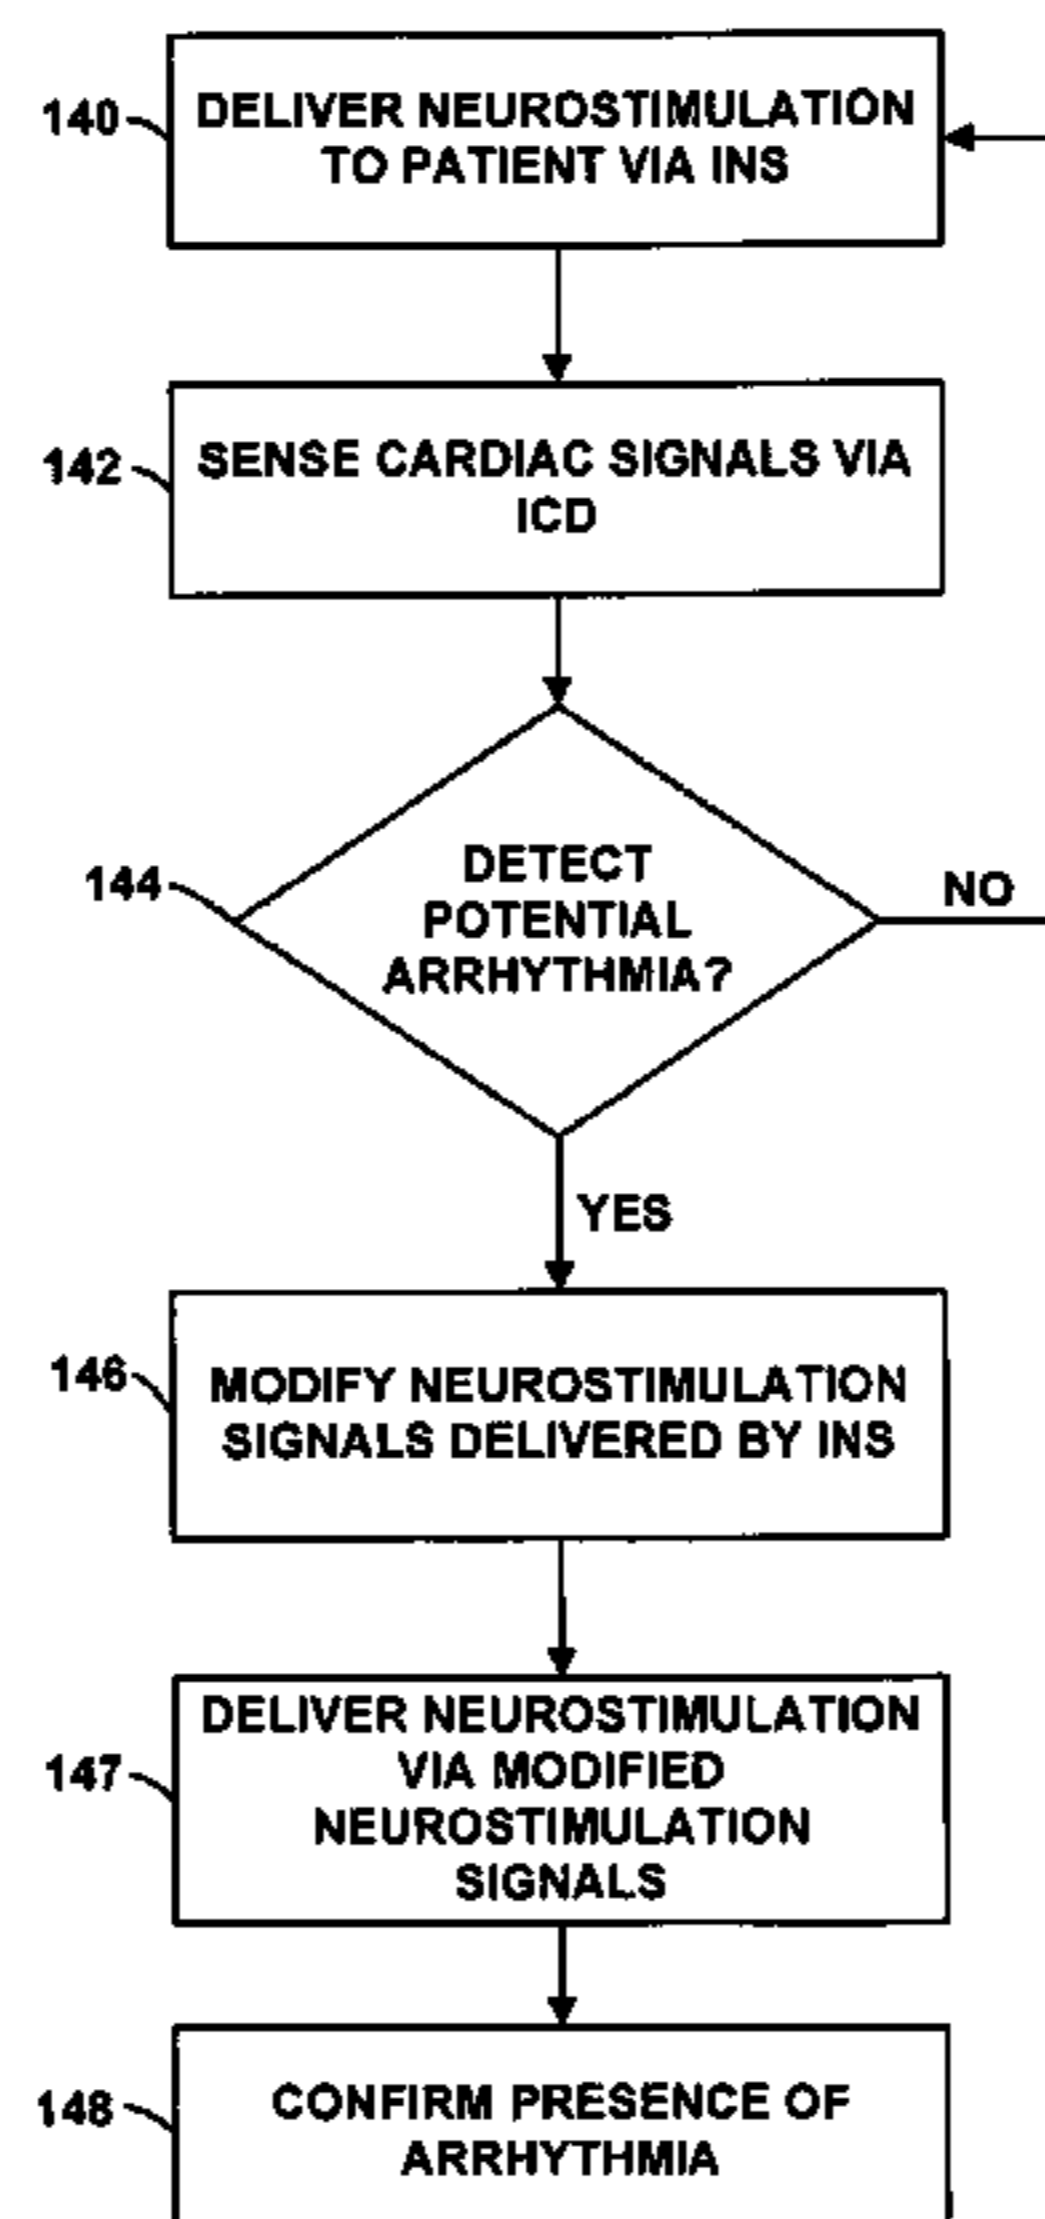 140
DELIVER NEUROSTIMULATION
TO PATIENT VIA INS
142
SENSE CARDIAC SIGNALS VIA
ICD
144
DETECT
POTENTIAL
ARRHYTHMIA?
NO
YES
146
MODIFY NEUROSTIMULATION
SIGNALS DELIVERED BY INS
147
DELIVER NEUROSTIMULATION
VIA MODIFIED
NEUROSTIMULATION
SIGNALS
148
CONFIRM PRESENCE OF
ARRHYTHMIA